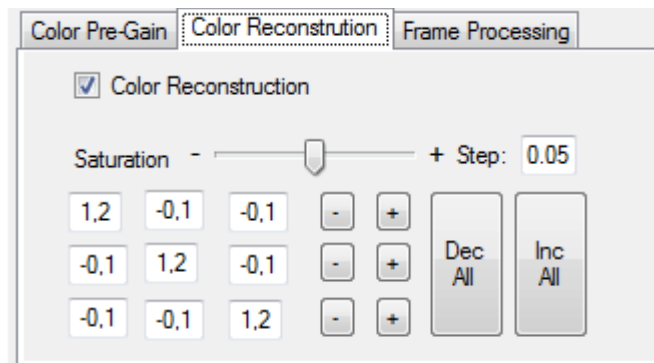 Color Pre-Gain Color Reconstrution Frame Processing
Color Reconstruction
Saturation - + Step: 0.05
1,2 -0,1 -0,1 - +
-0,1 1,2 -0,1 - + Dec All Inc All
-0,1 -0,1 1,2 - +